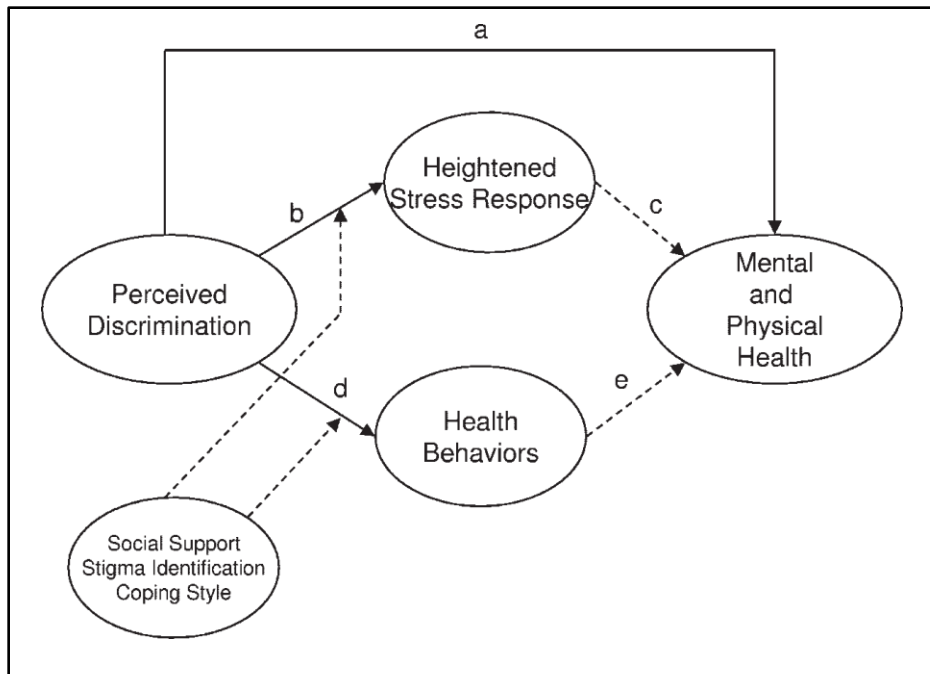 a
Heightened
Stress Response
b
c
Perceived
Discrimination
Mental
and
Physical
Health
d
e
Health
Behaviors
Social Support
Stigma Identification
Coping Style